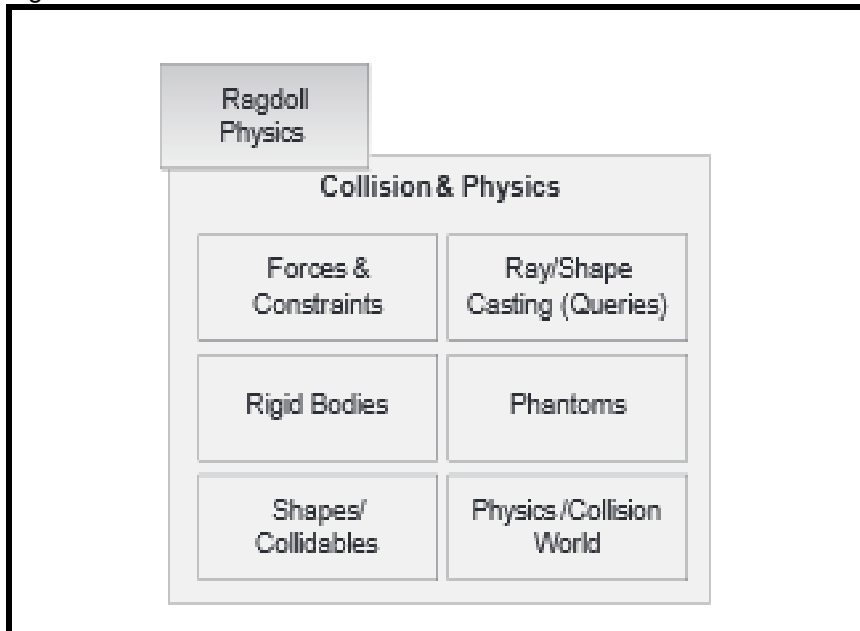 Ragdoll
Physics
Collision & Physics
Forces &
Constraints
Ray/Shape
Casting (Queries)
Rigid Bodies
Phantoms
Shapes/
Collidables
Physics/Collision
World